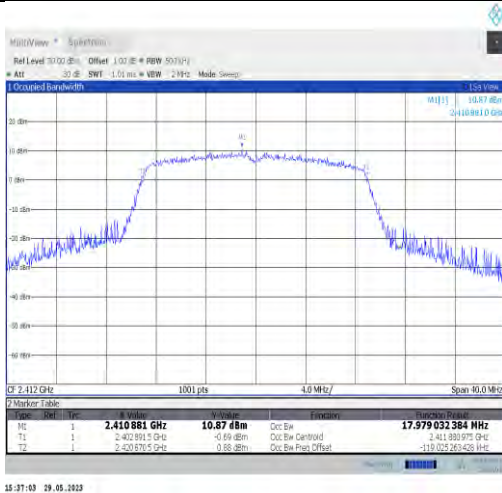 MultiView Spectrum
Ref Level 30.00 dBm Offset 1.00 dB RBW 500 kHz
Att 30 dB SWT 1.01 ms VBW 2 MHz Mode Sweep
1 Occupied Bandwidth
M1[1] 10.87 dBm
2.410 881 0 GHz
20 dBm
10 dBm
0 dBm
-10 dBm
-20 dBm
-40 dBm
M1
CF 2.412 GHz 1001 pts 4.0 MHz/ Span 40.0 MHz
2 Marker Table
Type Ref Trc X-Value Y-Value Function Function Result
M1 1 2.410 881 GHz 10.87 dBm Occ Bw 17.979 032 384 MHz
T1 1 2.402 891 5 GHz -0.69 dBm Occ Bw Centroid 2.411 880 975 GHz
T2 1 2.420 870 5 GHz 0.88 dBm Occ Bw Freq Offset -119.025 263 428 kHz
15:37:03 29.05.2023